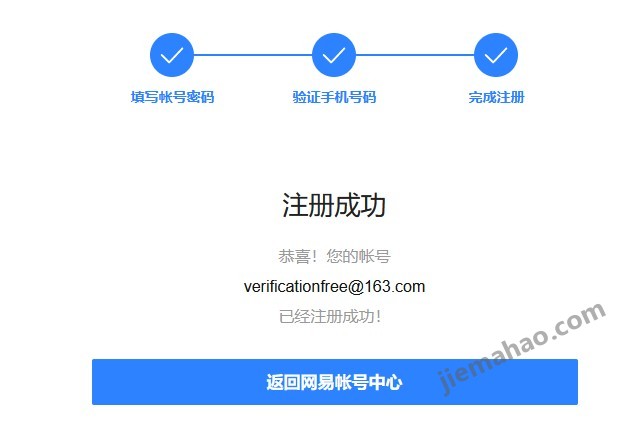 填写帐号密码
验证手机号码
完成注册
注册成功
恭喜！您的帐号
verificationfree@163.com
已经注册成功！
返回网易帐号中心
jiemahao.com